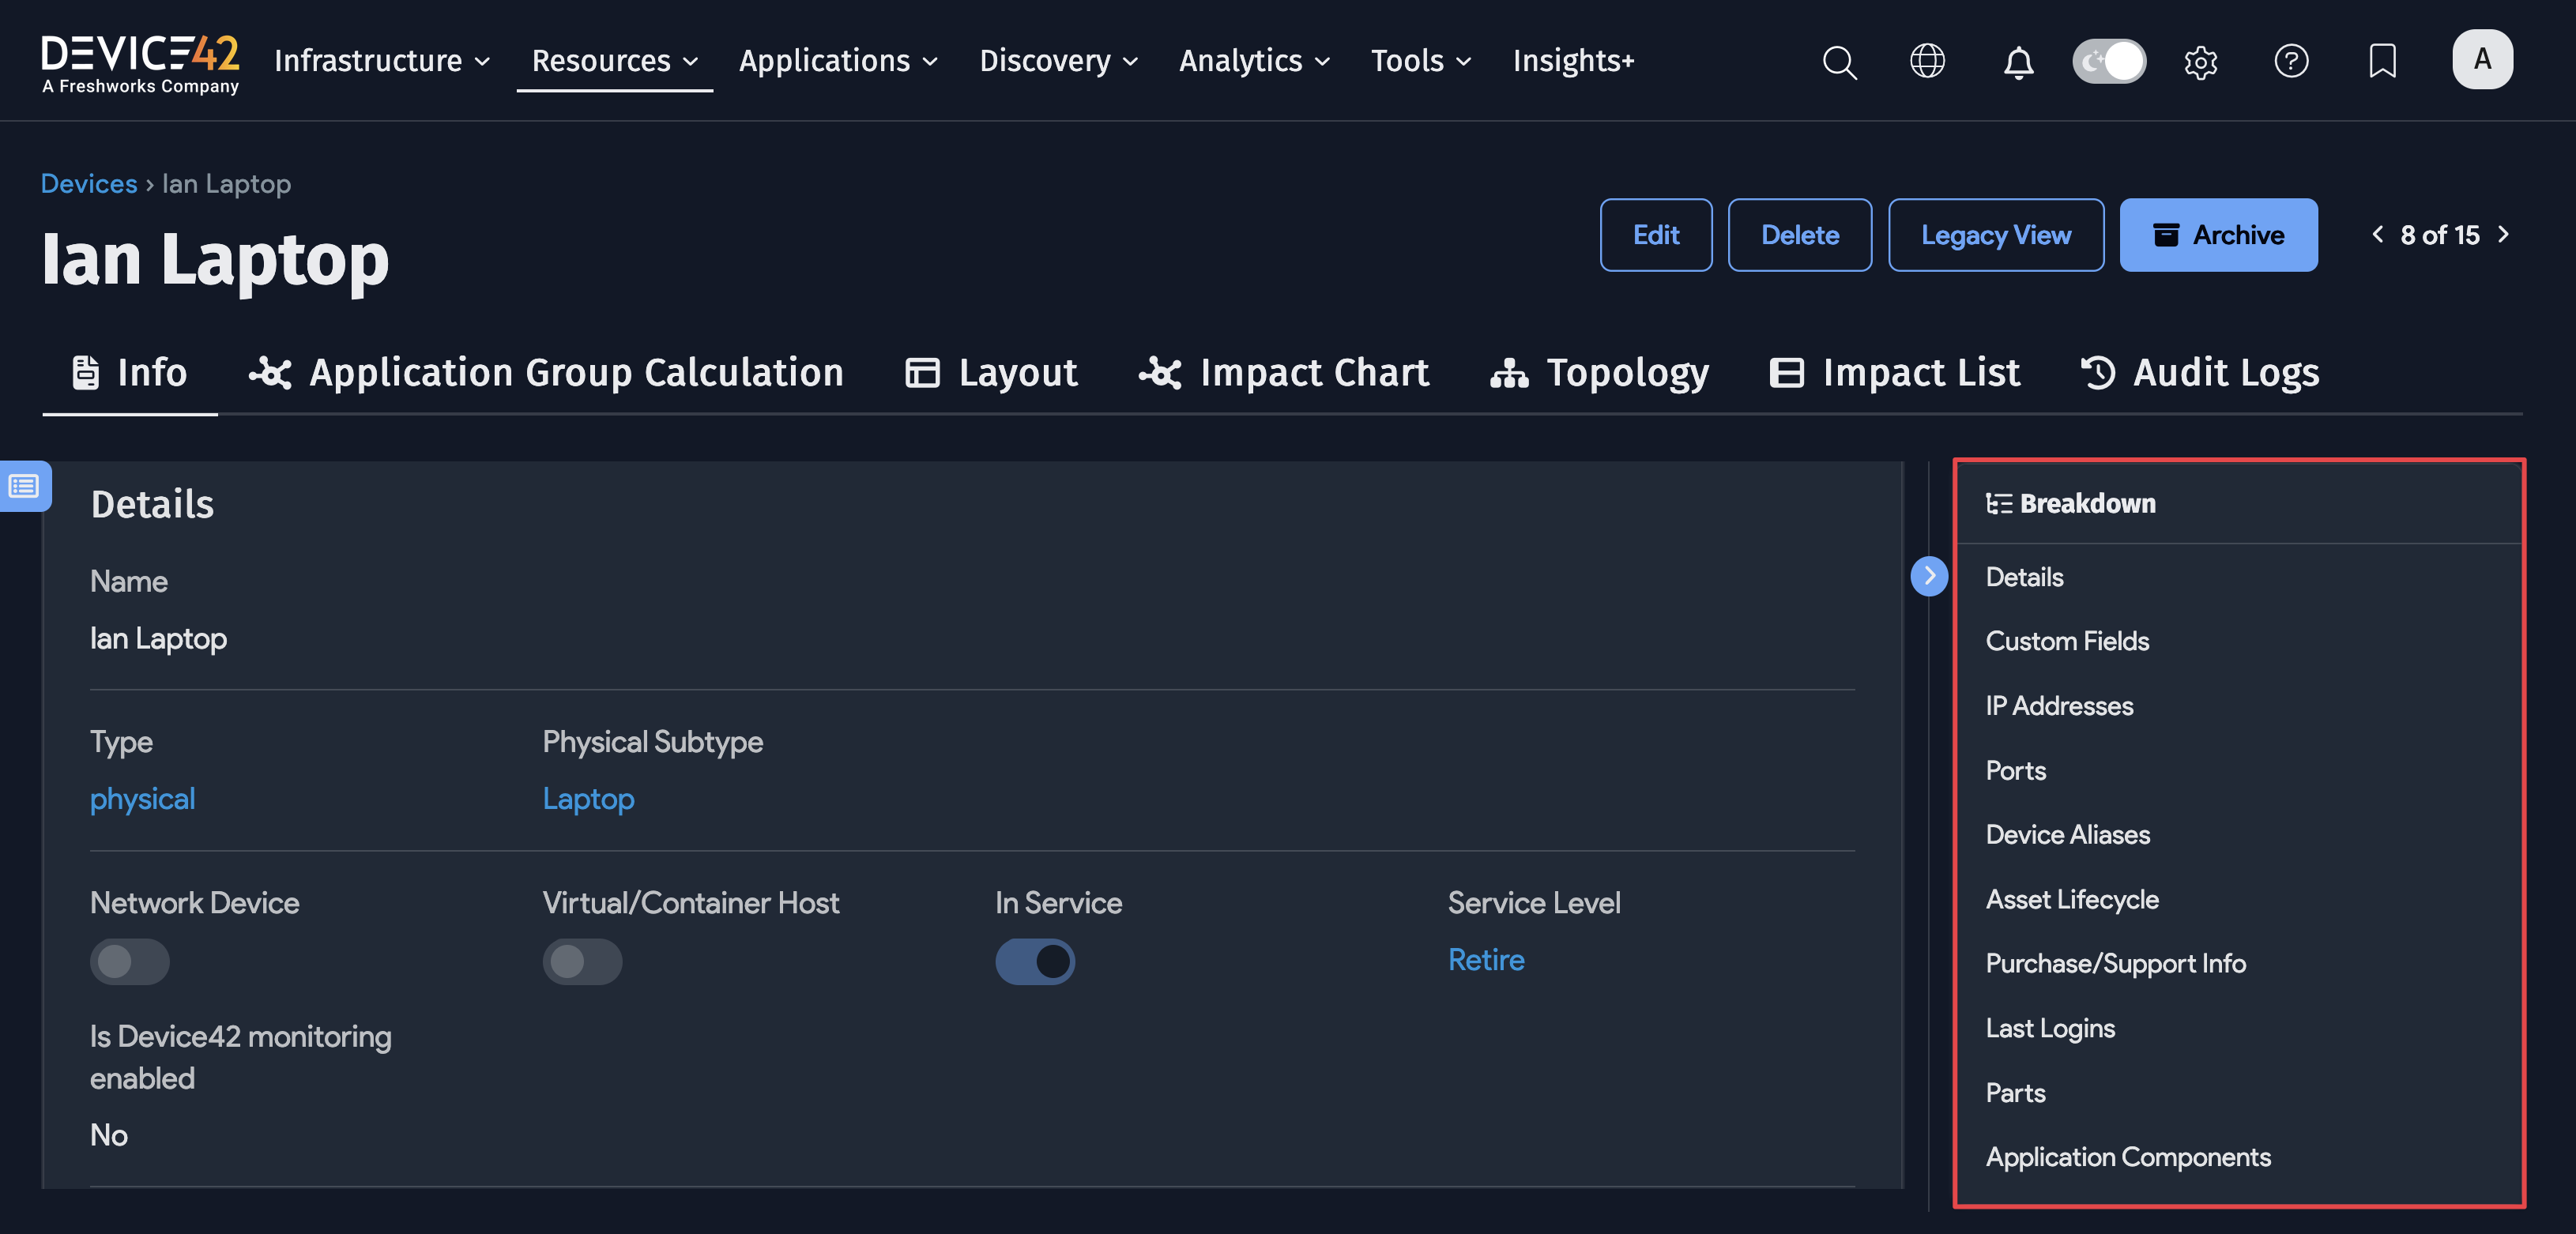 DEVICE42
A Freshworks Company
Infrastructure Resources Applications Discovery Analytics Tools Insights+
A
Devices › Ian Laptop
Ian Laptop
Edit Delete Legacy View Archive < 8 of 15 >
Info Application Group Calculation Layout Impact Chart Topology Impact List Audit Logs
Details
Name
Ian Laptop
Type Physical Subtype
physical Laptop
Network Device Virtual/Container Host In Service Service Level
Retire
Is Device42 monitoring
enabled
No
Breakdown
Details
Custom Fields
IP Addresses
Ports
Device Aliases
Asset Lifecycle
Purchase/Support Info
Last Logins
Parts
Application Components